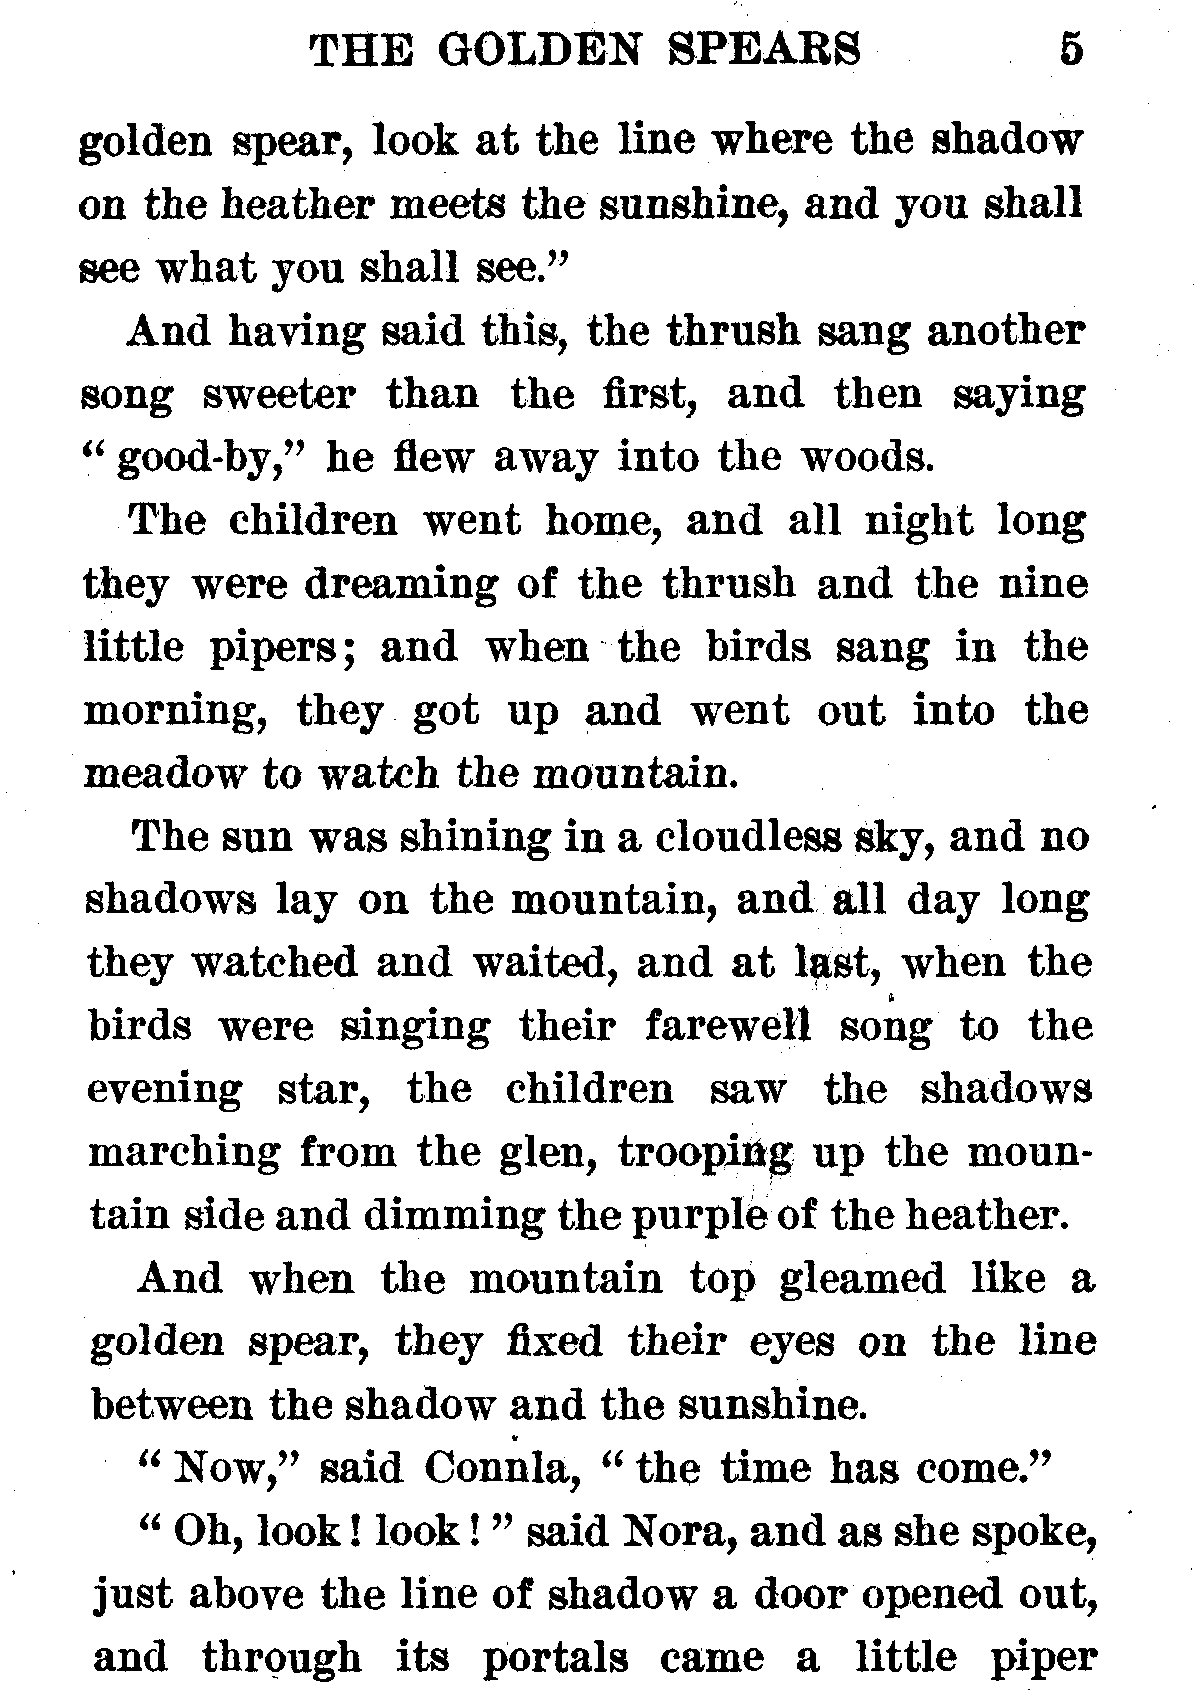 THE GOLDEN SPEARS 5
golden spear, look at the line where the shadow
on the heather meets the sunshine, and you shall
see what you shall see."
And having said this, the thrush sang another
song sweeter than the first, and then saying
"good-by," he flew away into the woods.
The children went home, and all night long
they were dreaming of the thrush and the nine
little pipers; and when the birds sang in the
morning, they got up and went out into the
meadow to watch the mountain.
The sun was shining in a cloudless sky, and no
shadows lay on the mountain, and all day long
they watched and waited, and at last, when the
birds were singing their farewell song to the
evening star, the children saw the shadows
marching from the glen, trooping up the moun-
tain side and dimming the purple of the heather.
And when the mountain top gleamed like a
golden spear, they fixed their eyes on the line
between the shadow and the sunshine.
"Now," said Connla, "the time has come."
"Oh, look! look!" said Nora, and as she spoke,
just above the line of shadow a door opened out,
and through its portals came a little piper